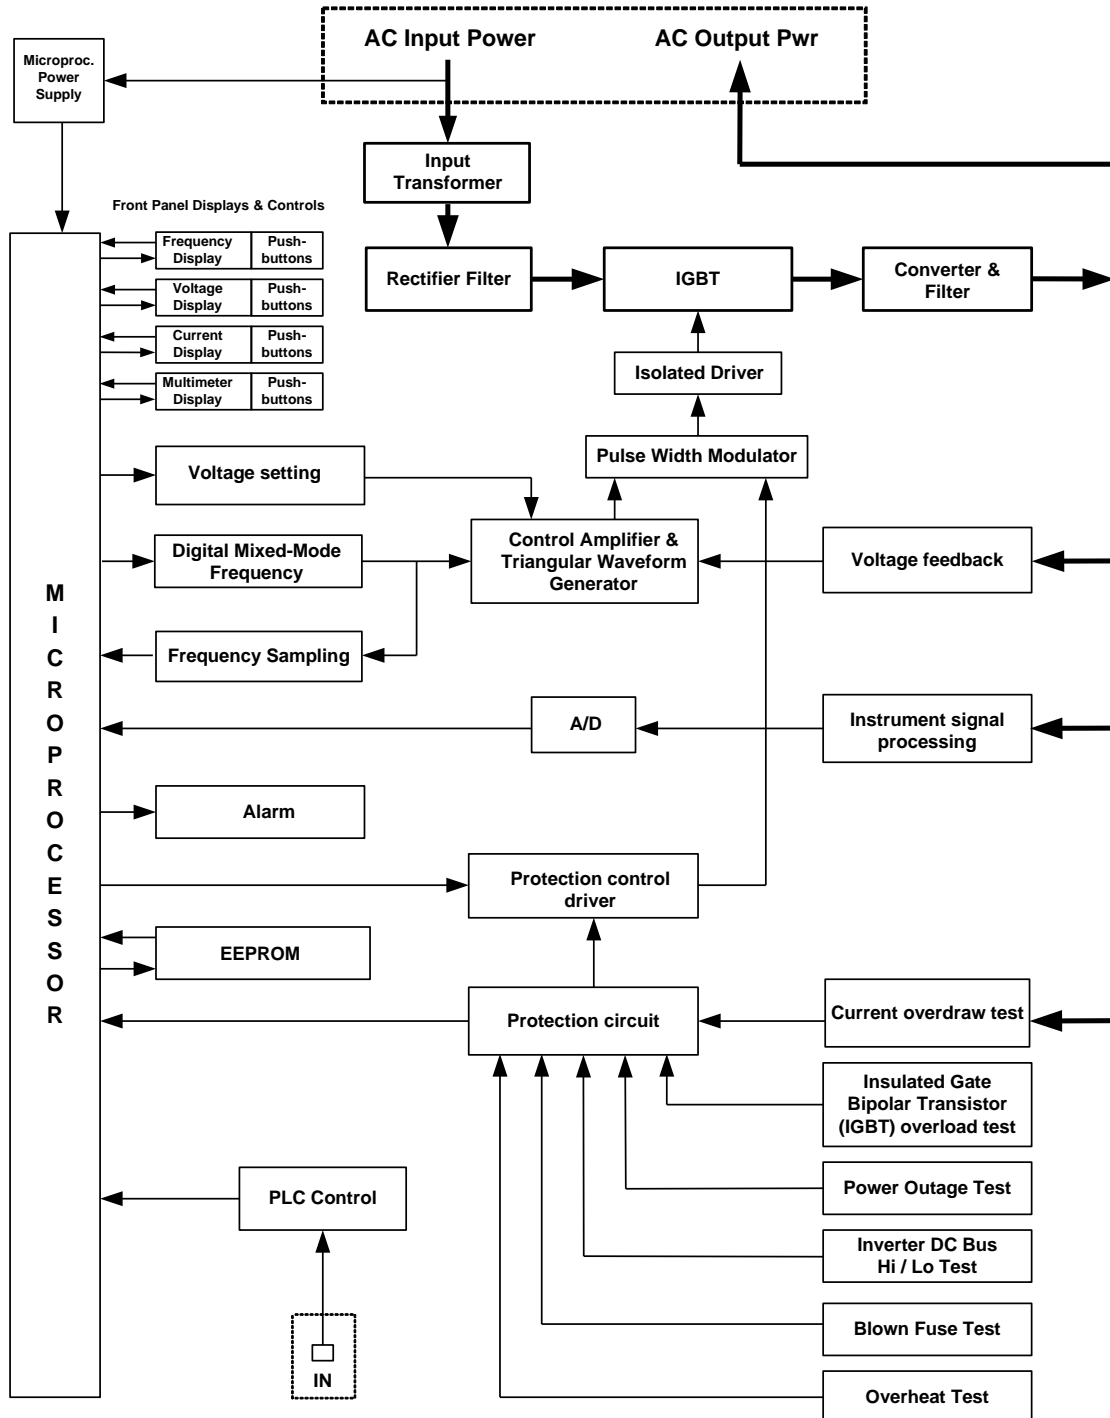 AC Input Power
AC Output Pwr
Microproc.
Power
Supply
Input
Transformer
Front Panel Displays & Controls
Frequency
Display
Push-
buttons
Voltage
Display
Push-
buttons
Current
Display
Push-
buttons
Multimeter
Display
Push-
buttons
Rectifier Filter
IGBT
Converter &
Filter
Isolated Driver
Pulse Width Modulator
Voltage setting
Control Amplifier &
Triangular Waveform
Generator
Digital Mixed-Mode
Frequency
Voltage feedback
Frequency Sampling
A/D
Instrument signal
processing
MICROPROCESSOR
Alarm
Protection control
driver
EEPROM
Protection circuit
Current overdraw test
Insulated Gate
Bipolar Transistor
(IGBT) overload test
PLC Control
Power Outage Test
Inverter DC Bus
Hi / Lo Test
Blown Fuse Test
IN
Overheat Test